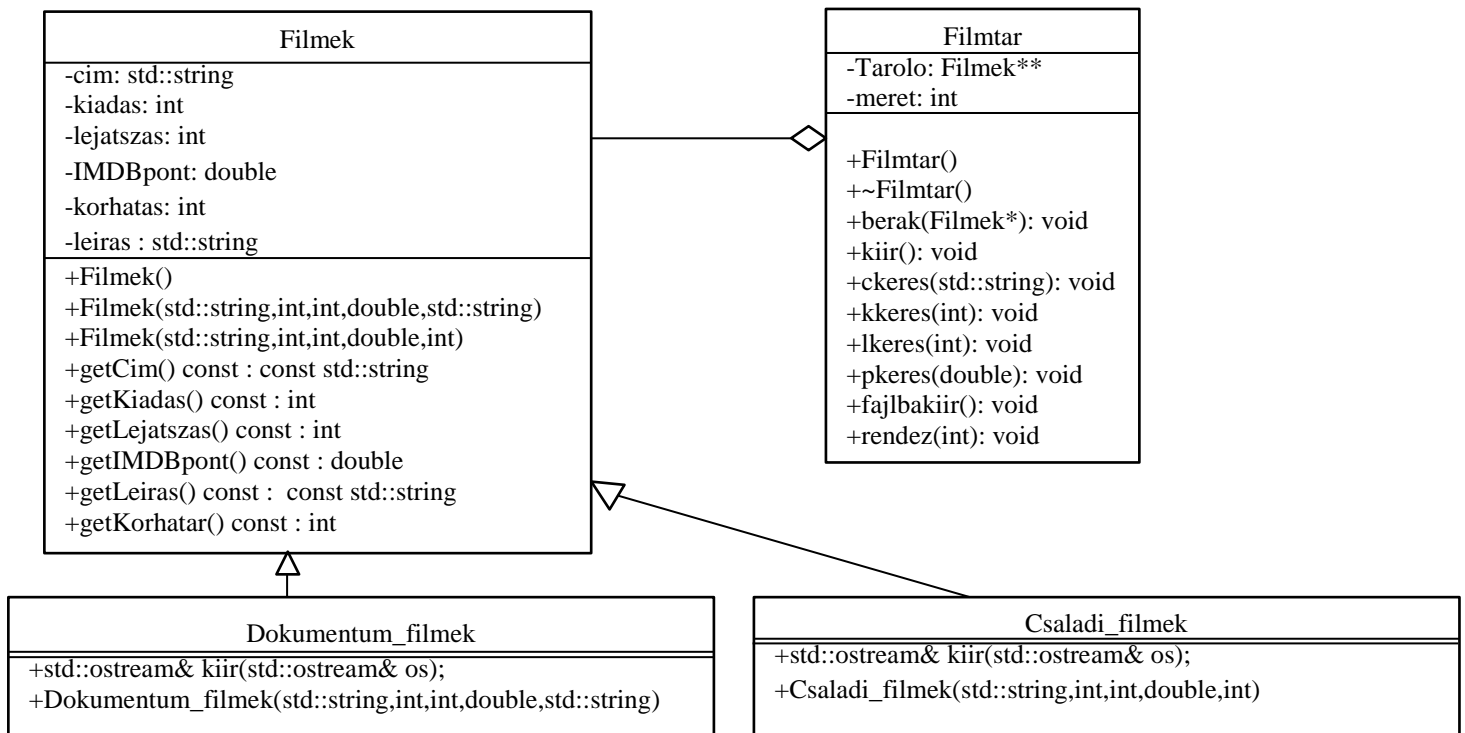 Filmek
-cim: std::string
-kiadas: int
-lejatszas: int
-IMDBpont: double
-korhatas: int
-leiras : std::string
+Filmek()
+Filmek(std::string,int,int,double,std::string)
+Filmek(std::string,int,int,double,int)
+getCim() const : const std::string
+getKiadas() const : int
+getLejatszas() const : int
+getIMDBpont() const : double
+getLeiras() const :  const std::string
+getKorhatar() const : int
Filmtar
-Tarolo: Filmek**
-meret: int
+Filmtar()
+~Filmtar()
+berak(Filmek*): void
+kiir(): void
+ckeres(std::string): void
+kkeres(int): void
+lkeres(int): void
+pkeres(double): void
+fajlbakiir(): void
+rendez(int): void
Dokumentum_filmek
+std::ostream& kiir(std::ostream& os);
+Dokumentum_filmek(std::string,int,int,double,std::string)
Csaladi_filmek
+std::ostream& kiir(std::ostream& os);
+Csaladi_filmek(std::string,int,int,double,int)